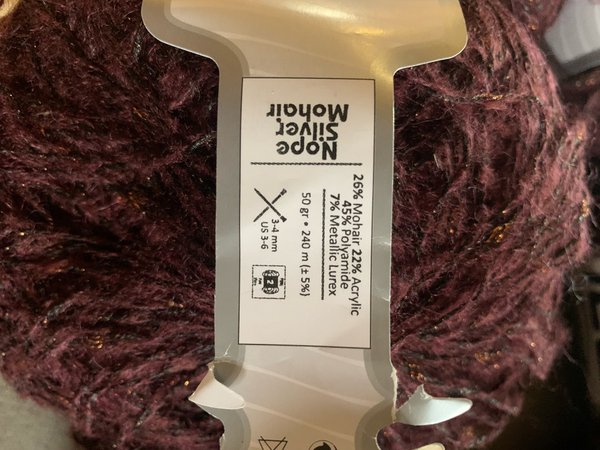 Nope
Silver
Mohair
26% Mohair 22% Acrylic
45% Polyamide
7% Metallic Lurex
50 gr • 240 m (± 5%)
3-4 mm
US 3-6
2